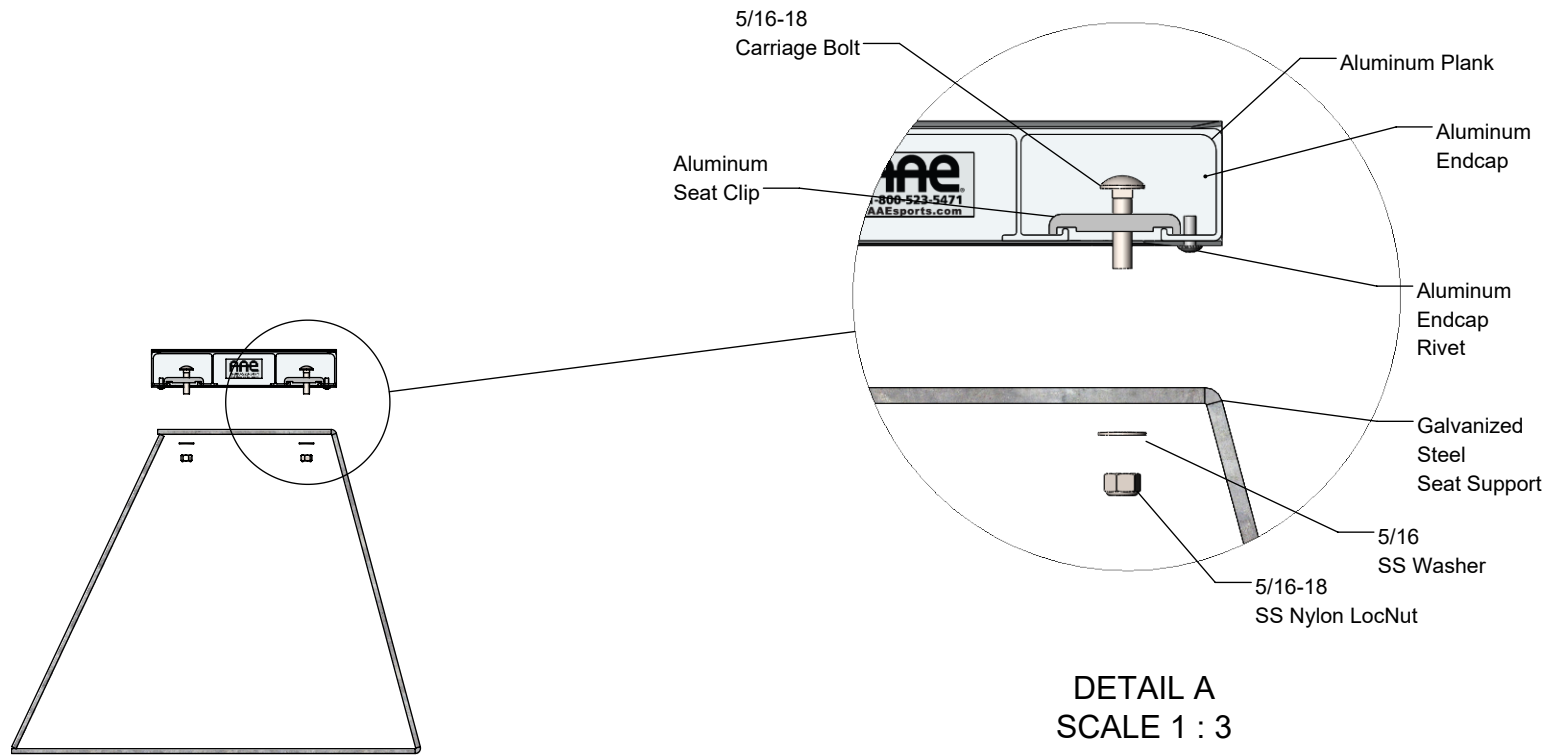 5/16-18
Carriage Bolt
Aluminum Plank
Aluminum
Endcap
Aluminum
Seat Clip
AAE
-800-523-5471
AAEsports.com
Aluminum
Endcap
Rivet
AAE
Galvanized
Steel
Seat Support
5/16
SS Washer
5/16-18
SS Nylon LocNut
DETAIL A
SCALE 1 : 3